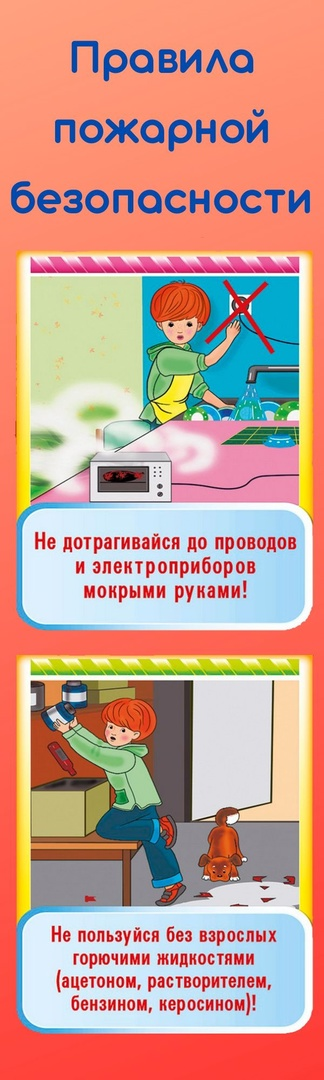 Правила
пожарной
безопасности
Не дотрагивайся до проводов
и электроприборов
мокрыми руками!
Не пользуйся без взрослых
горючими жидкостями
(ацетоном, растворителем,
бензином, керосином)!